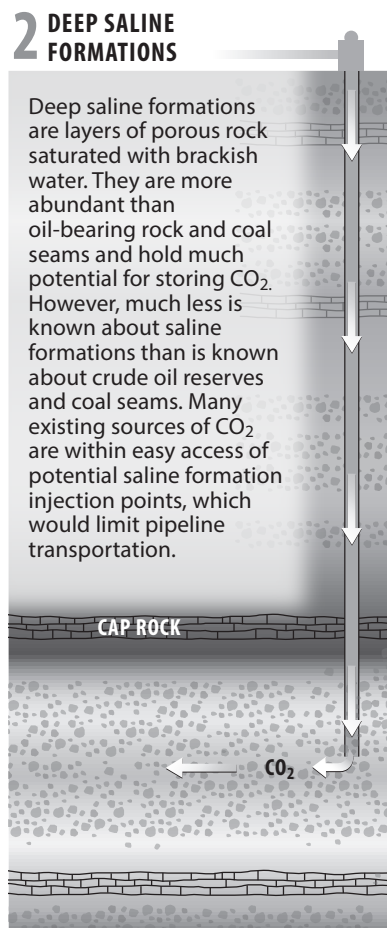 2 DEEP SALINE
FORMATIONS
Deep saline formations
are layers of porous rock
saturated with brackish
water. They are more
abundant than
oil-bearing rock and coal
seams and hold much
potential for storing CO₂.
However, much less is
known about saline
formations than is known
about crude oil reserves
and coal seams. Many
existing sources of CO₂
are within easy access of
potential saline formation
injection points, which
would limit pipeline
transportation.
CAP ROCK
CO₂